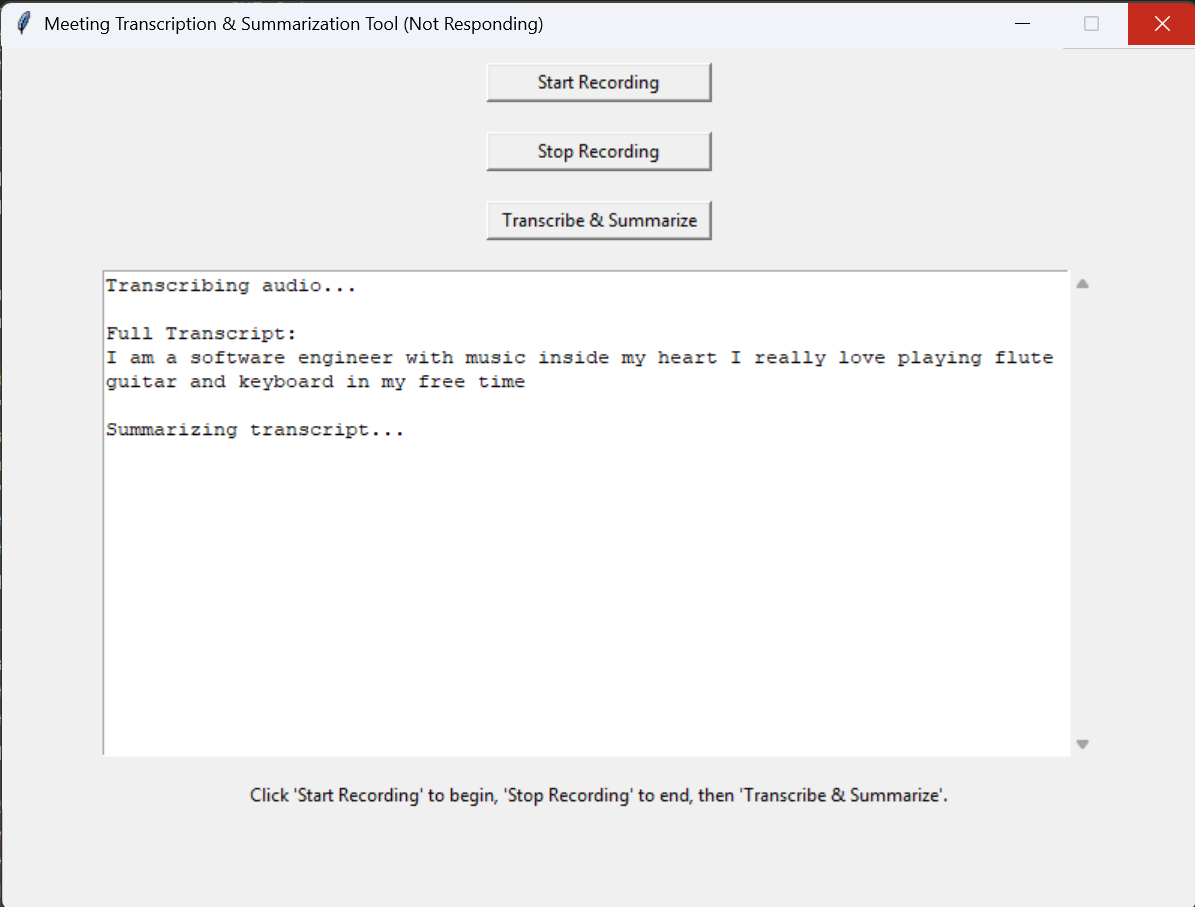 Meeting Transcription & Summarization Tool (Not Responding)
Start Recording
Stop Recording
Transcribe & Summarize
Transcribing audio...
Full Transcript:
I am a software engineer with music inside my heart I really love playing flute
guitar and keyboard in my free time
Summarizing transcript...
Click 'Start Recording' to begin, 'Stop Recording' to end, then 'Transcribe & Summarize'.